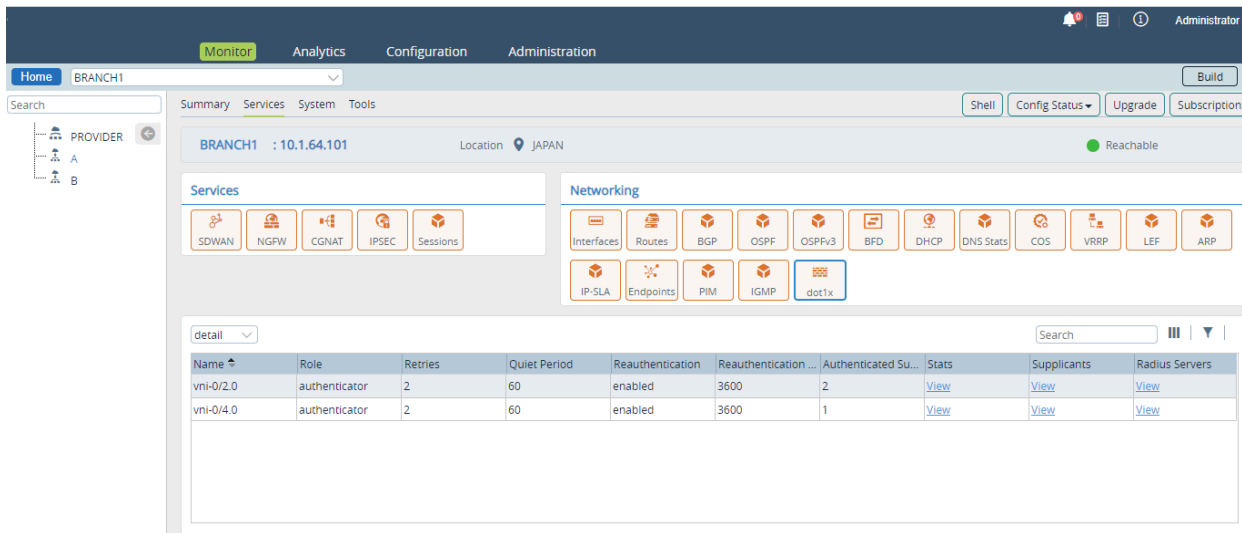 0 Administrator
Monitor Analytics Configuration Administration
Home BRANCH1 Build
Search Summary Services System Tools Shell Config Status Upgrade Subscription
PROVIDER
A
B
BRANCH1 : 10.1.64.101 Location JAPAN Reachable
Services Networking
SDWAN NGFW CGNAT IPSEC Sessions Interfaces Routes BGP OSPF OSPFv3 BFD DHCP DNS Stats COS VRRP LEF ARP
IP-SLA Endpoints PIM IGMP dot1x
detail Search
Name Role Retries Quiet Period Reauthentication Reauthentication ... Authenticated Su... Stats Supplicants Radius Servers
vni-0/2.0 authenticator 2 60 enabled 3600 2 View View View
vni-0/4.0 authenticator 2 60 enabled 3600 1 View View View